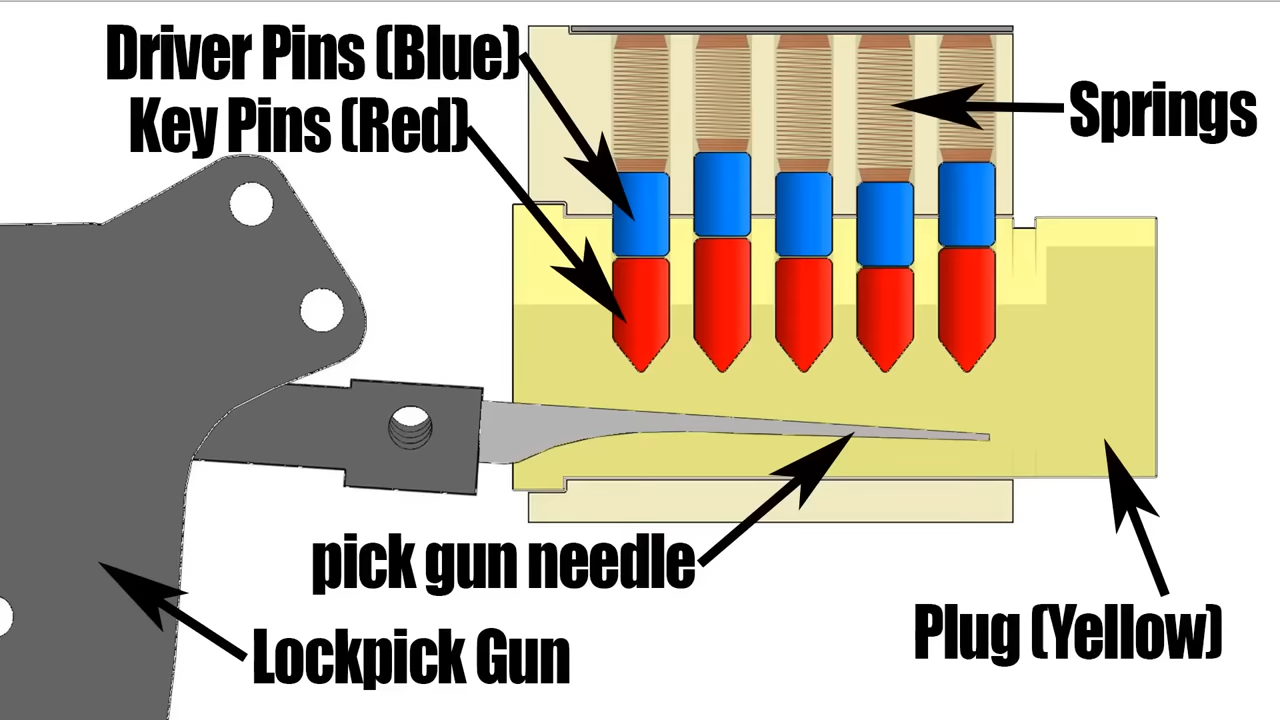 Driver Pins (Blue)
Key Pins (Red)
Springs
pick gun needle
Plug (Yellow)
Lockpick Gun